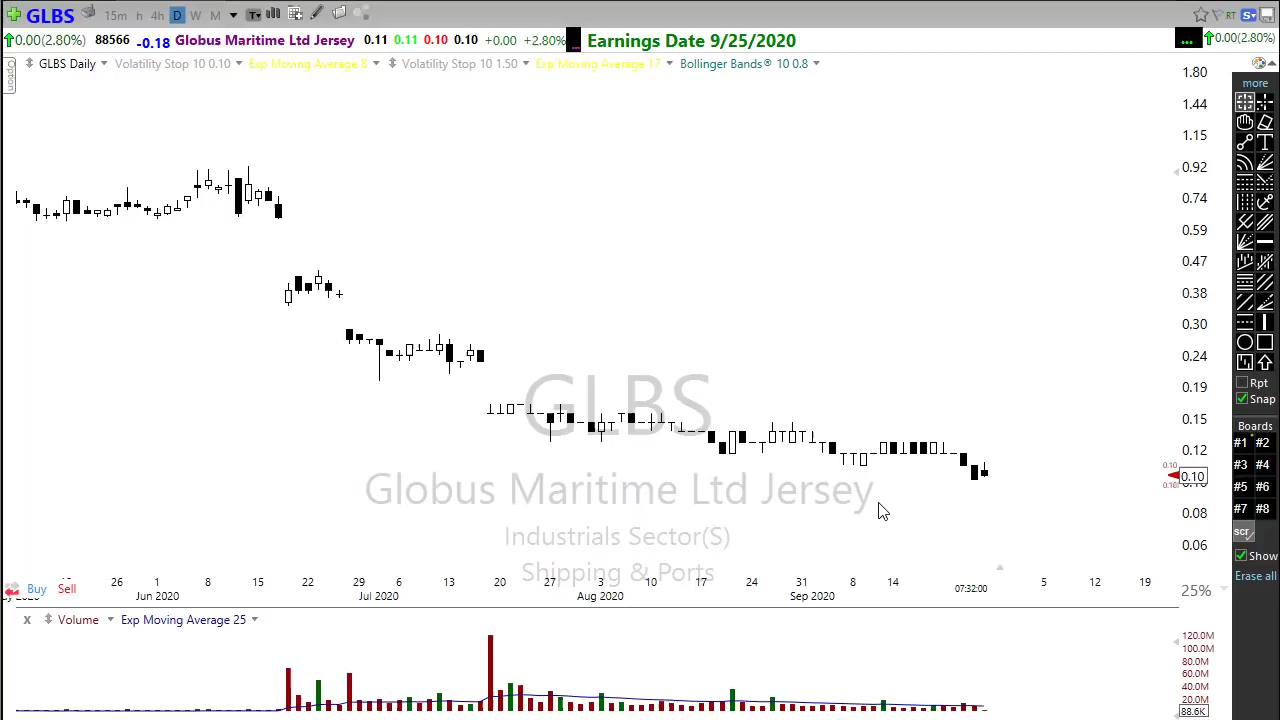 GLBS 15m h 4h D W M T RT S
0.00(2.80%) 88566 -0.18 Globus Maritime Ltd Jersey 0.11 0.11 0.10 0.10 +0.00 +2.80% ... Earnings Date 9/25/2020 ... 0.00(2.80%)
Option
GLBS Daily Volatility Stop 10 0.10 Exp Moving Average 8 Volatility Stop 10 1.50 Exp Moving Average 17 Bollinger Bands® 10 0.8
more
1.80
1.44
1.15
0.92
0.74
0.59
0.47
0.38
0.30
0.24
0.19
0.15
0.12
0.10
0.10
0.10
0.08
0.06
Rpt
Snap
Boards
#1 #2
#3 #4
#5 #6
#7 #8
scr
Show
Erase all
GLBS
Globus Maritime Ltd Jersey
Industrials Sector(S)
Shipping & Ports
Buy Sell 26 1 8 15 22 29 6 13 20 27 3 10 17 24 31 8 14 5 12 19
2020 Jun 2020 Jul 2020 Aug 2020 Sep 2020 07:32:00
25%
x Volume Exp Moving Average 25
120.0M
100.0M
80.0M
60.0M
40.0M
20.0M
88.6K